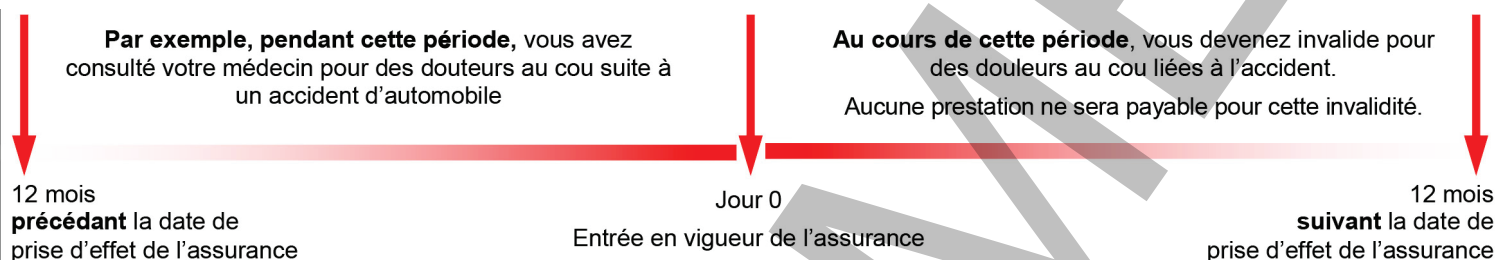 Par exemple, pendant cette période, vous avez
consulté votre médecin pour des douteurs au cou suite à
un accident d’automobile
Au cours de cette période, vous devenez invalide pour
des douleurs au cou liées à l’accident.
Aucune prestation ne sera payable pour cette invalidité.
12 mois
précédant la date de
prise d’effet de l’assurance
Jour 0
Entrée en vigueur de l’assurance
12 mois
suivant la date de
prise d’effet de l’assurance